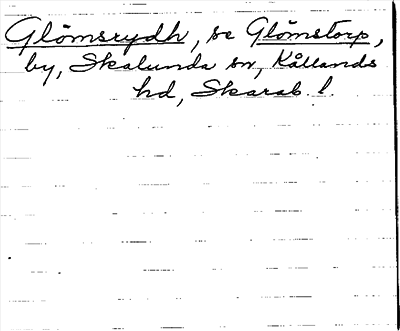 Glömsrydh, se Glömstorp,
by, Skalunda sn, Kållands
hd, Skarab. l.